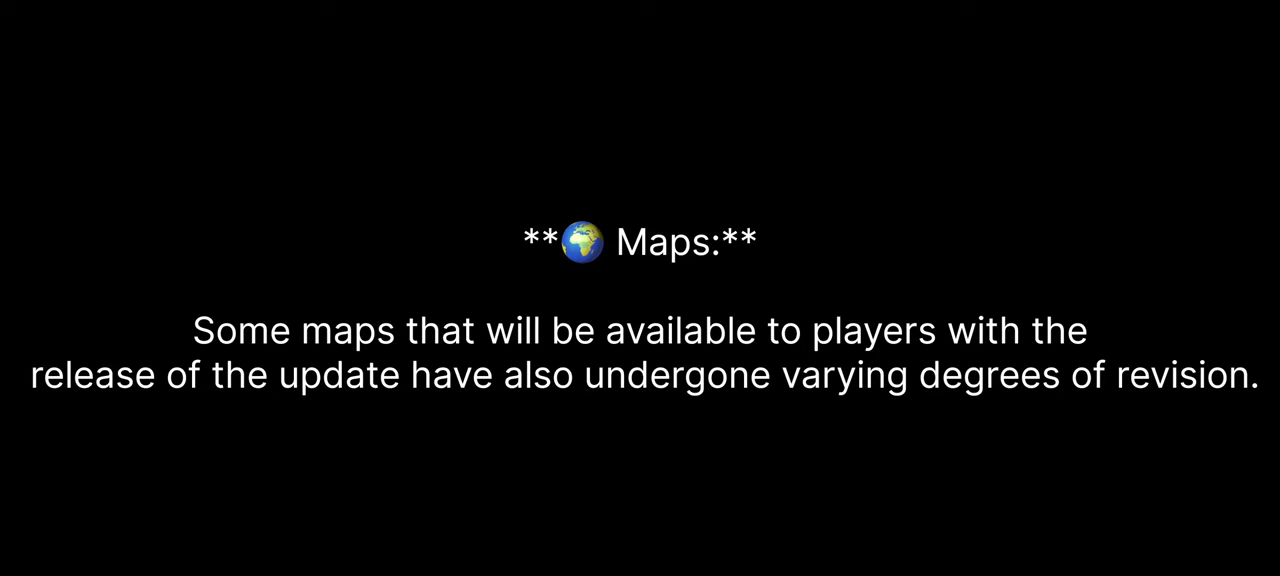 **🌍 Maps:**
Some maps that will be available to players with the
release of the update have also undergone varying degrees of revision.